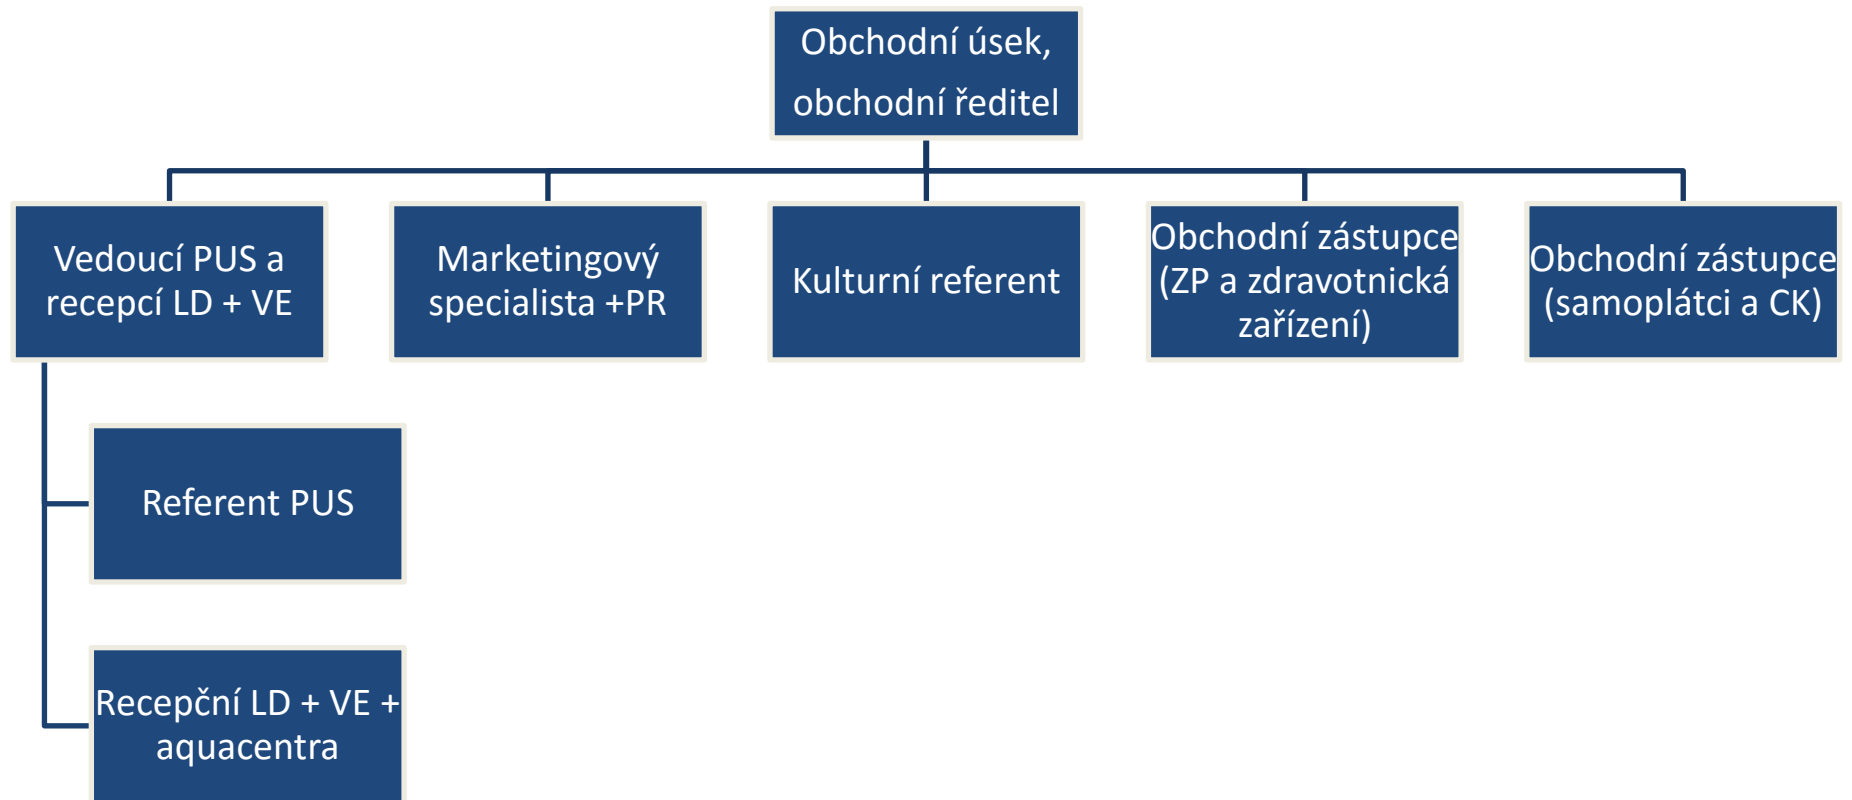 Obchodní úsek,
obchodní ředitel
Vedoucí PUS a
recepcí LD + VE
Marketingový
specialista +PR
Kulturní referent
Obchodní zástupce
(ZP a zdravotnická
zařízení)
Obchodní zástupce
(samoplátci a CK)
Referent PUS
Recepční LD + VE +
aquacentra